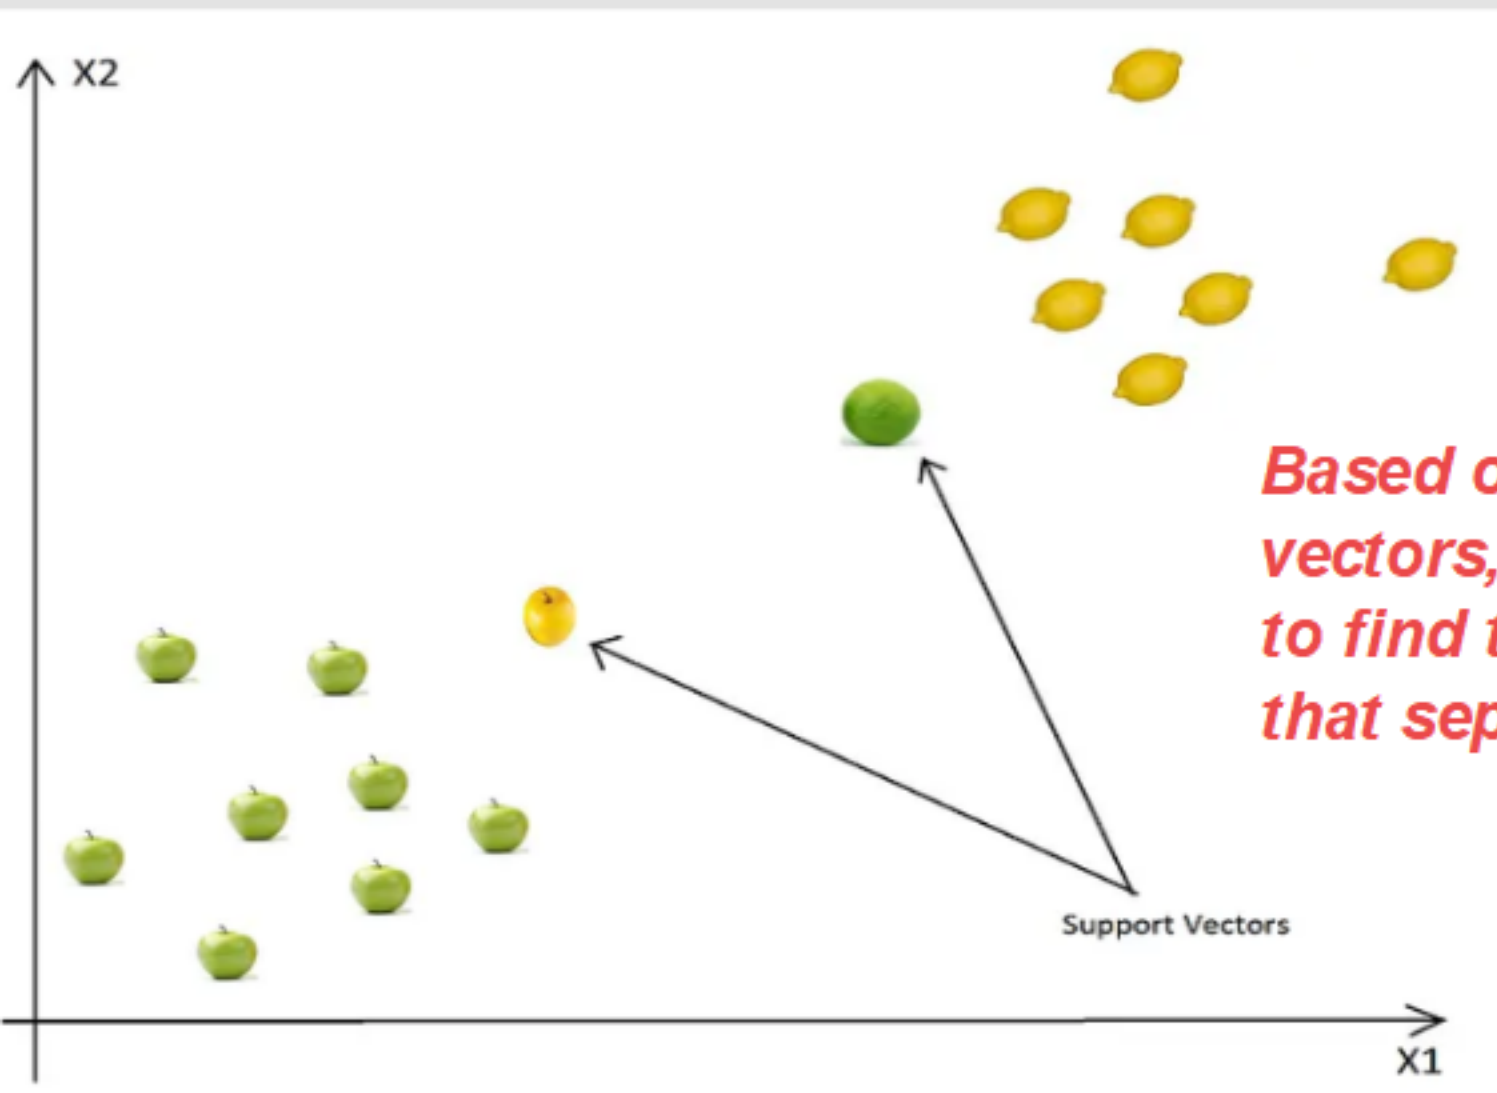 X2
Based
vectors,
to find
that
Support Vectors
X1